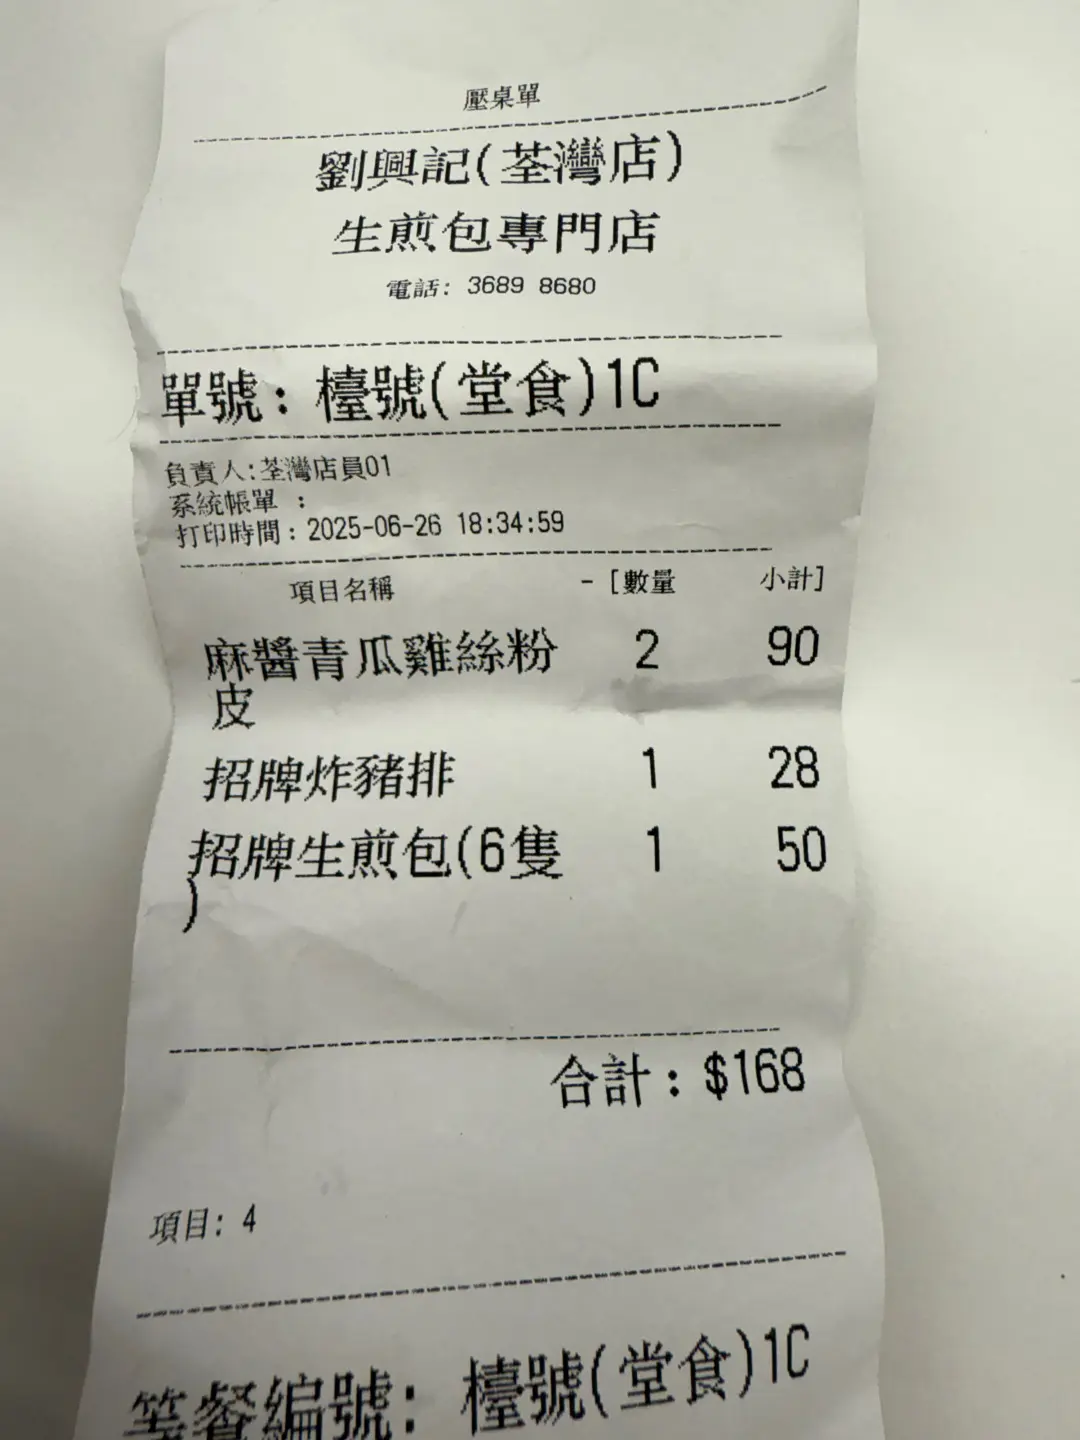 壓桌單
劉興記(荃灣店)
生煎包專門店
電話: 3689 8680
單號: 檯號(堂食)1C
負責人:荃灣店員01
系統帳單 :
打印時間: 2025-06-26 18:34:59
項目名稱 -[數量 小計]
麻醬青瓜雞絲粉 2 90
皮
招牌炸豬排 1 28
招牌生煎包(6隻 1 50
)
合計: $168
項目: 4
等餐編號: 檯號(堂食)1C